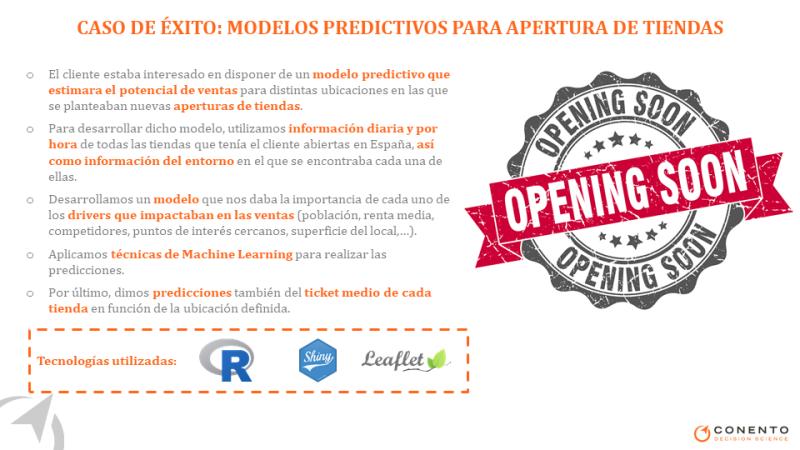 CASO DE ÉXITO: MODELOS PREDICTIVOS PARA APERTURA DE TIENDAS
o El cliente estaba interesado en disponer de un modelo predictivo que
estimara el potencial de ventas para distintas ubicaciones en las que
se planteaban nuevas aperturas de tiendas.
o Para desarrollar dicho modelo, utilizamos información diaria y por
hora de todas las tiendas que tenía el cliente abiertas en España, así
como información del entorno en el que se encontraba cada una de
ellas.
o Desarrollamos un modelo que nos daba la importancia de cada uno de
los drivers que impactaban en las ventas (población, renta media,
competidores, puntos de interés cercanos, superficie del local,...).
o Aplicamos técnicas de Machine Learning para realizar las
predicciones.
o Por último, dimos predicciones también del ticket medio de cada
tienda en función de la ubicación definida.
OPENING SOON
OPENING SOON
OPENING SOON
Tecnologías utilizadas:
R
Shiny
Leaflet
CONENTO
DECISION SCIENCE